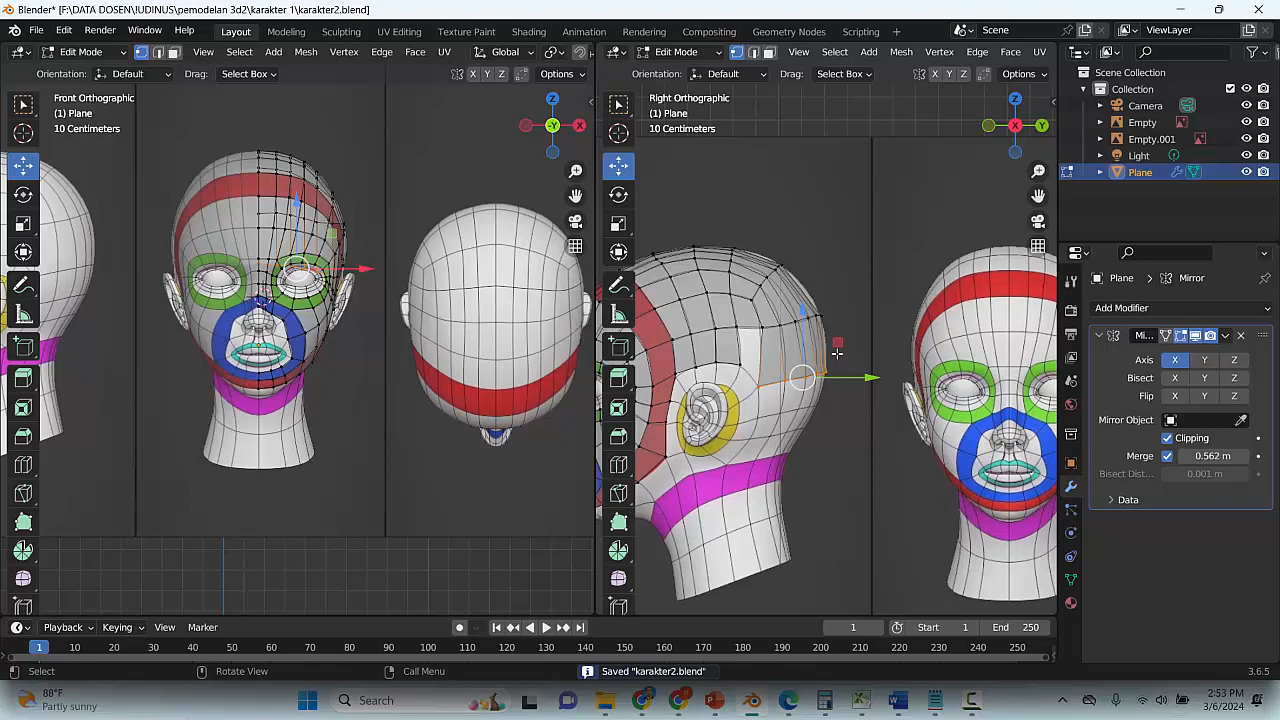 Blender* [F:\DATA DOSEN\UDINUS\pemodelan 3d2\karakter 1\karakter2.blend]
File Edit Render Window Help Layout Modeling Sculpting UV Editing Texture Paint Shading Animation Rendering Compositing Geometry Nodes Scripting + Scene ViewLayer
Edit Mode View Select Add Mesh Vertex Edge Face UV Global
Edit Mode View Select Add Mesh Vertex Edge Face UV
Orientation: Default Drag: Select Box X Y Z Options
Orientation: Default Drag: Select Box X Y Z Options
Front Orthographic
(1) Plane
10 Centimeters
Z
-Y
X
Right Orthographic
(1) Plane
10 Centimeters
Z
X
Y
Scene Collection
Collection
Camera
Empty
Empty.001
Light
Plane
Plane Mirror
Add Modifier
Mi...
Axis X Y Z
Bisect X Y Z
Flip X Y Z
Mirror Object
Clipping
Merge 0.562 m
Bisect Dist... 0.001 m
Data
Playback Keying View Marker 1 Start 1 End 250
1 10 20 30 40 50 60 70 80 90 100 110 120 130 140 150 160 170 180 190 200 210 220 230 240 250
Select Rotate View Call Menu Saved "karakter2.blend" 3.6.5
88°F
Partly sunny
Search
2:53 PM
3/6/2024